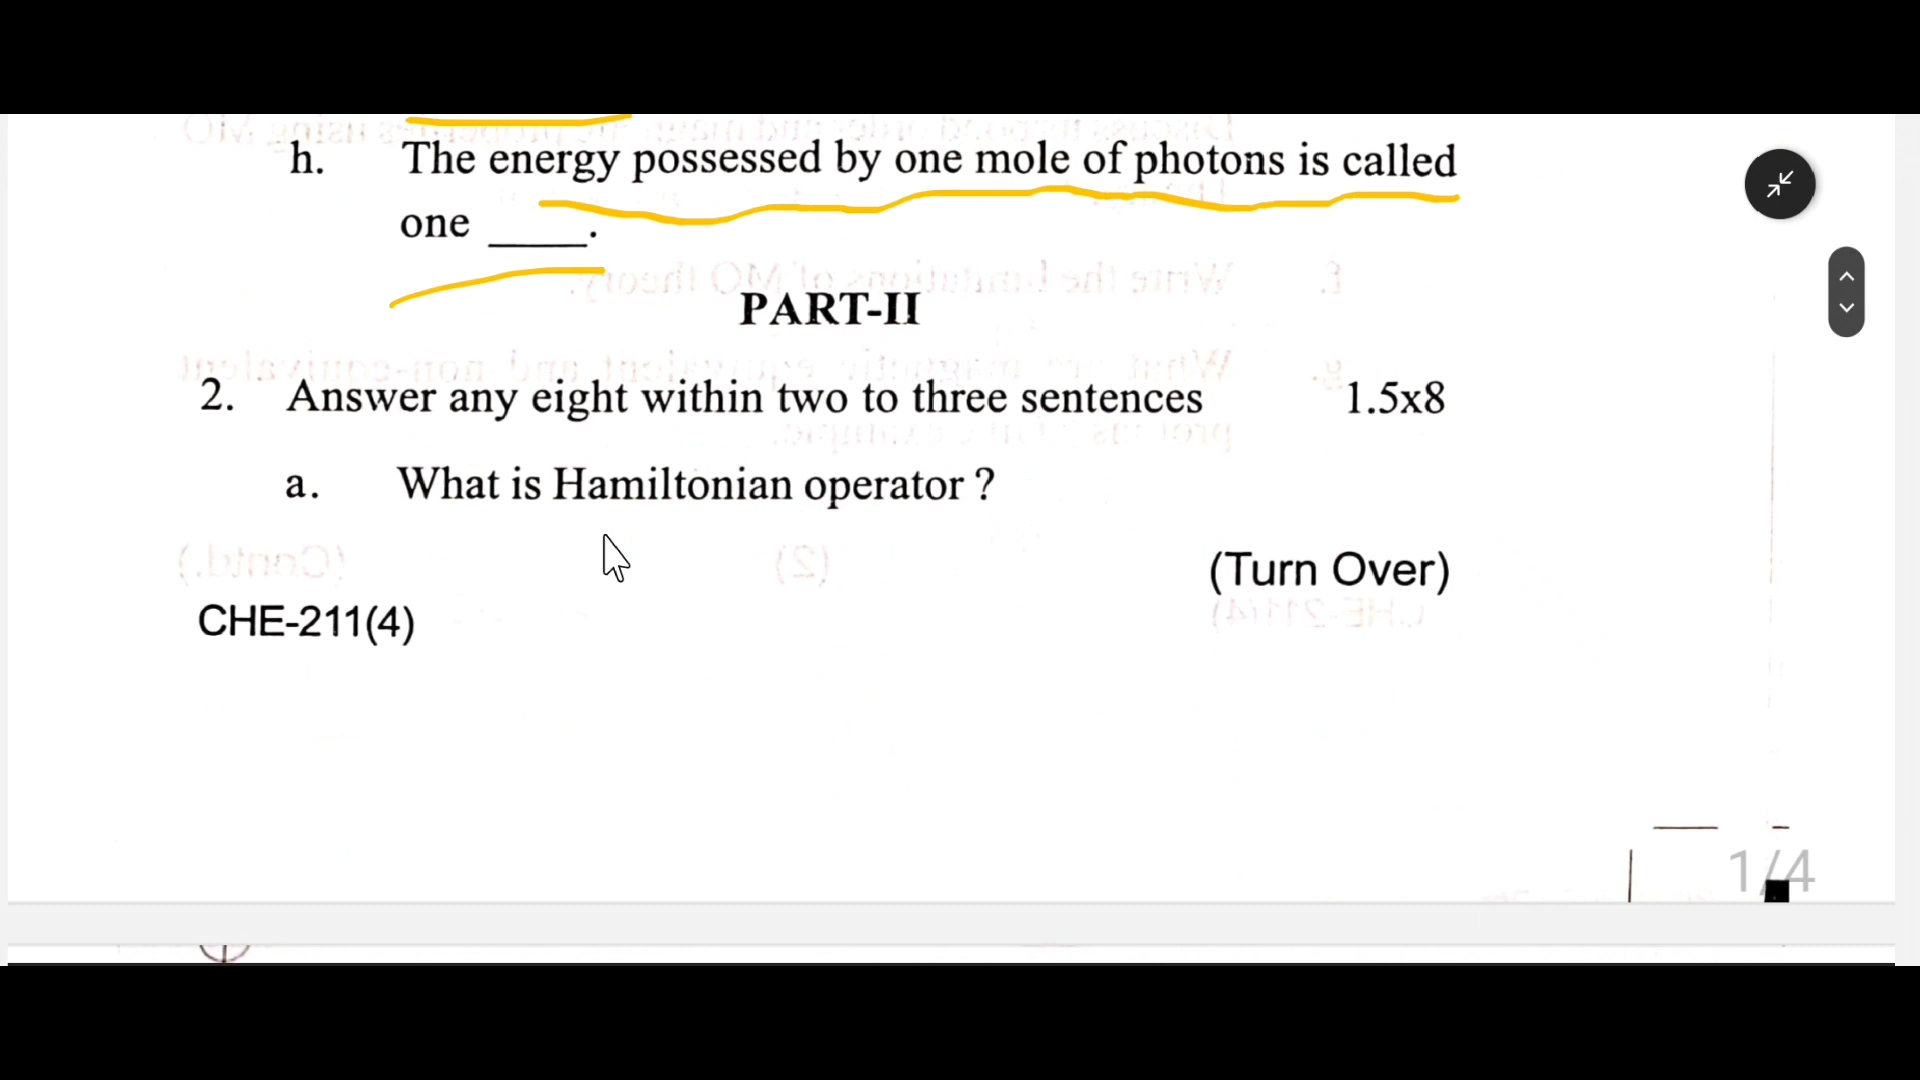 h. The energy possessed by one mole of photons is called
one _____.
PART-II
2. Answer any eight within two to three sentences 1.5x8
a. What is Hamiltonian operator ?
(Turn Over)
CHE-211(4)
1/4